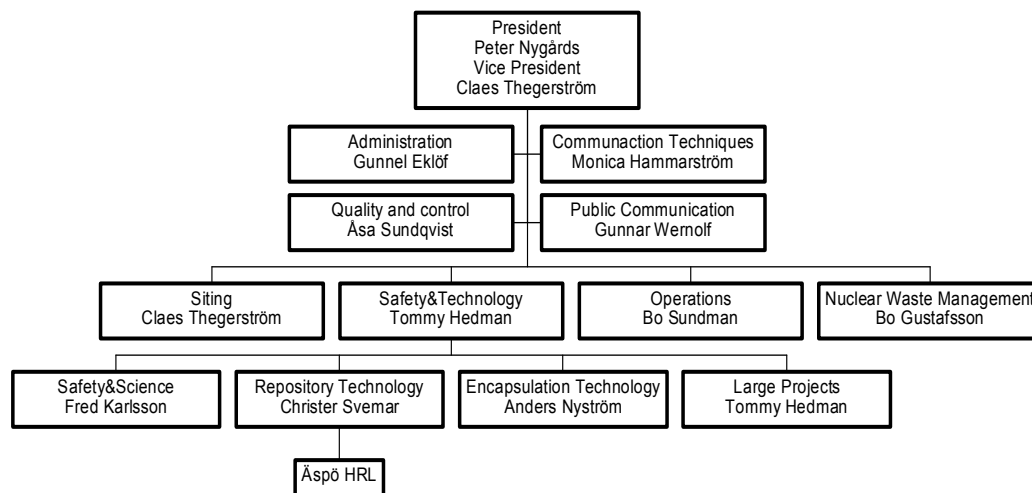 President
Peter Nygårds
Vice President
Claes Thegerström
Administration
Gunnel Eklöf
Communaction Techniques
Monica Hammarström
Quality and control
Åsa Sundqvist
Public Communication
Gunnar Wernolf
Siting
Claes Thegerström
Safety&Technology
Tommy Hedman
Operations
Bo Sundman
Nuclear Waste Management
Bo Gustafsson
Safety&Science
Fred Karlsson
Repository Technology
Christer Svemar
Encapsulation Technology
Anders Nyström
Large Projects
Tommy Hedman
Äspö HRL